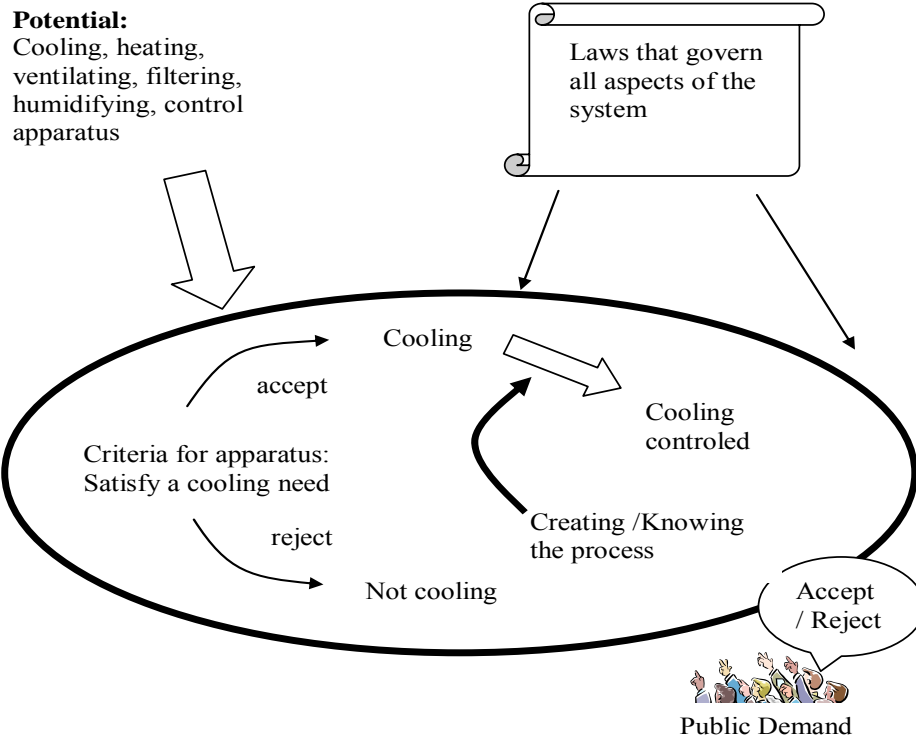 Potential:
Cooling, heating,
ventilating, filtering,
humidifying, control
apparatus
Laws that govern
all aspects of the
system
Cooling
accept
Cooling
controled
Criteria for apparatus:
Satisfy a cooling need
Creating /Knowing
the process
reject
Not cooling
Accept
/ Reject
Public Demand